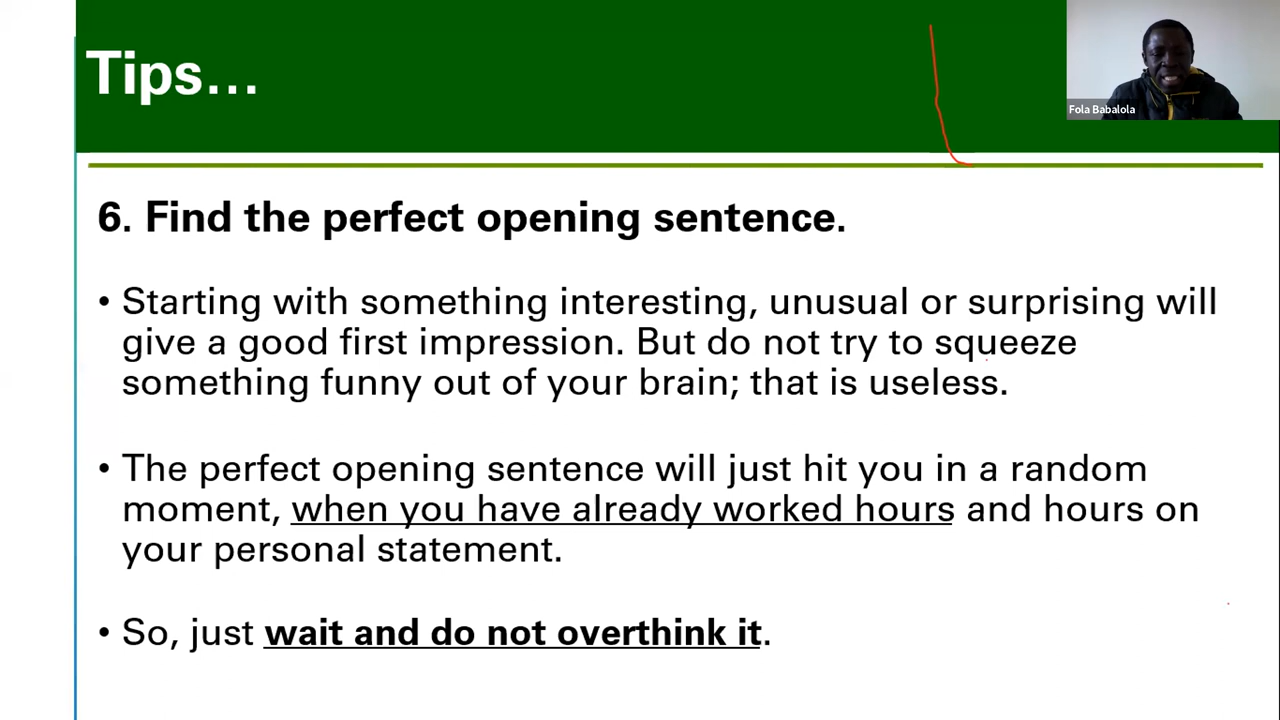 Tips...
Fola Babalola
6. Find the perfect opening sentence.
• Starting with something interesting, unusual or surprising will
give a good first impression. But do not try to squeeze
something funny out of your brain; that is useless.
• The perfect opening sentence will just hit you in a random
moment, when you have already worked hours and hours on
your personal statement.
• So, just wait and do not overthink it.